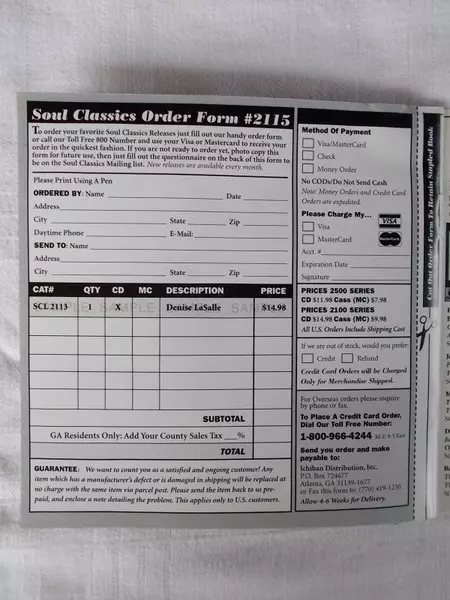 Soul Classics Order Form #2115
To order your favorite Soul Classics Releases just fill out our handy order form
or call our Toll Free 800 Number and use your Visa or Mastercard to receive your
order in the quickest fashion. If you are not ready to order yet, photo copy this
form for future use, then just fill out the questionnaire on the back of this form to
be on the Soul Classics Mailing list. New releases are available every month.
Please Print Using A Pen
ORDERED BY: Name Date
Address
City State Zip
Daytime Phone E-Mail:
SEND TO: Name
Address
City State Zip
CAT# QTY CD MC DESCRIPTION PRICE
SCL 2113 1 X Denise LaSalle $14.98
SAMPLE SAMPLE
SUBTOTAL
GA Residents Only: Add Your County Sales Tax ___%
TOTAL
GUARANTEE: We want to count you as a satisfied and ongoing customer! Any
item which has a manufacturer's defect or is damaged in shipping will be replaced at
no charge with the same item via parcel post. Please send the item back to us pre-
paid, and enclose a note detailing the problem. This applies only to U.S. customers.
Method Of Payment
Visa/MasterCard
Check
Money Order
No CODs/Do Not Send Cash
Note: Money Orders and Credit Card
Orders are expedited.
Please Charge My...
VISA
Visa
MasterCard
MasterCard
Acct. #
Expiration Date
Signature
PRICES 2500 SERIES
CD $11.98 Cass (MC) $7.98
PRICES 2100 SERIES
CD $14.98 Cass (MC) $9.98
All U.S. Orders Include Shipping Cost
If we are out of stock, would you prefer:
Credit Refund
Credit Card Orders will be Charged
Only for Merchandise Shipped.
For Overseas orders please enquire
by phone or fax.
To Place A Credit Card Order,
Dial Our Toll Free Number:
1-800-966-4244 M-F 9-5 East
Send you order and make
payable to:
Ichiban Distribution, Inc.
P.O. Box 724677
Atlanta, GA 31139-1677
or Fax this form to: (770) 419-1230
Allow 4-6 Weeks for Delivery.
Cut Out Order Form To Retain Stapled Book